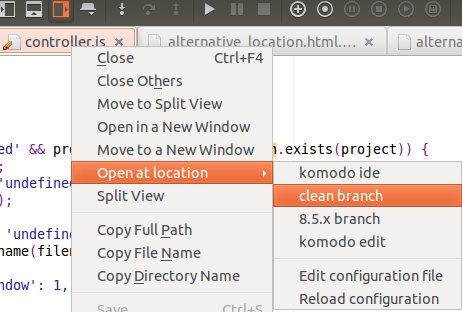 controller.js × alternative_location.html.... × alterna
Close Ctrl+F4
Close Others
Move to Split View
Open in a New Window
ed' && pro Move to a New Window .exists(project)) {
; Open at location komodo ide
'undefined Split View clean branch
); 8.5.x branch
'undefin Copy Full Path komodo edit
name(filen Copy File Name
Copy Directory Name Edit configuration file
ndow': 1, Reload configuration
Save Ctrl+S